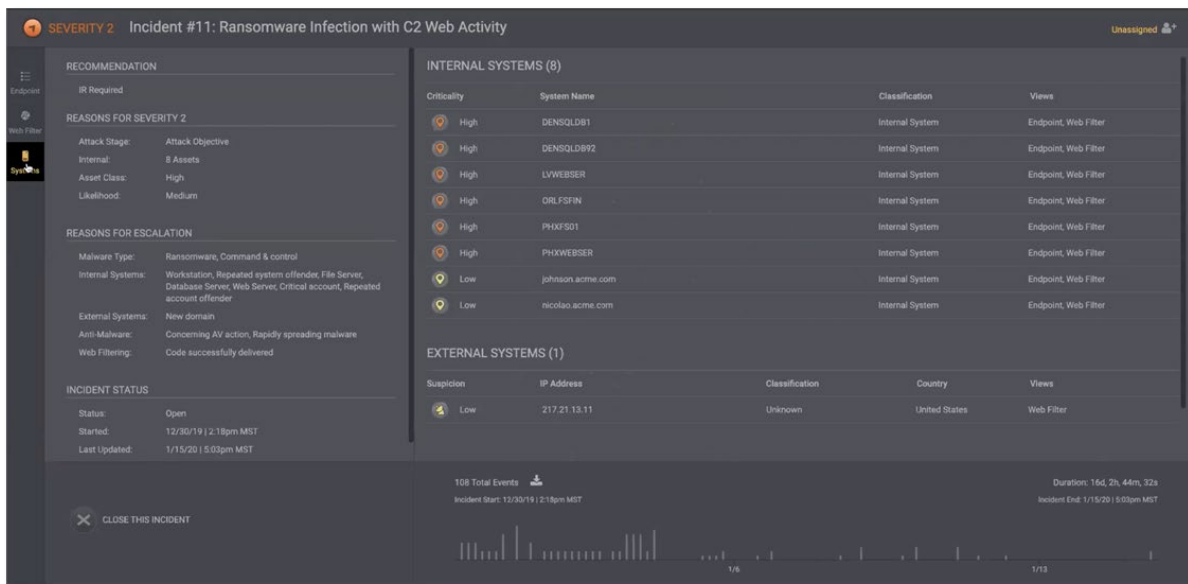 SEVERITY 2 Incident #11: Ransomware Infection with C2 Web Activity
Unassigned
Endpoint
Web Filter
Systems
RECOMMENDATION
IR Required
REASONS FOR SEVERITY 2
Attack Stage: Attack Objective
Internal: 8 Assets
Asset Class: High
Likelihood: Medium
REASONS FOR ESCALATION
Malware Type: Ransomware, Command & control
Internal Systems: Workstation, Repeated system offender, File Server,
Database Server, Web Server, Critical account, Repeated
account offender
External Systems: New domain
Anti-Malware: Concerning AV action, Rapidly spreading malware
Web Filtering: Code successfully delivered
INCIDENT STATUS
Status: Open
Started: 12/30/19 | 2:18pm MST
Last Updated: 1/15/20 | 5:03pm MST
CLOSE THIS INCIDENT
INTERNAL SYSTEMS (8)
Criticality System Name Classification Views
High DENSQLDB1 Internal System Endpoint, Web Filter
High DENSQLDB92 Internal System Endpoint, Web Filter
High LVWEBSER Internal System Endpoint, Web Filter
High ORLFSFIN Internal System Endpoint, Web Filter
High PHXFS01 Internal System Endpoint, Web Filter
High PHXWEBSER Internal System Endpoint, Web Filter
Low johnson.acme.com Internal System Endpoint, Web Filter
Low nicolao.acme.com Internal System Endpoint, Web Filter
EXTERNAL SYSTEMS (1)
Suspicion IP Address Classification Country Views
Low 217.21.13.11 Unknown United States Web Filter
108 Total Events
Incident Start: 12/30/19 | 2:18pm MST
Duration: 16d, 2h, 44m, 32s
Incident End: 1/15/20 | 5:03pm MST
1/6 1/13